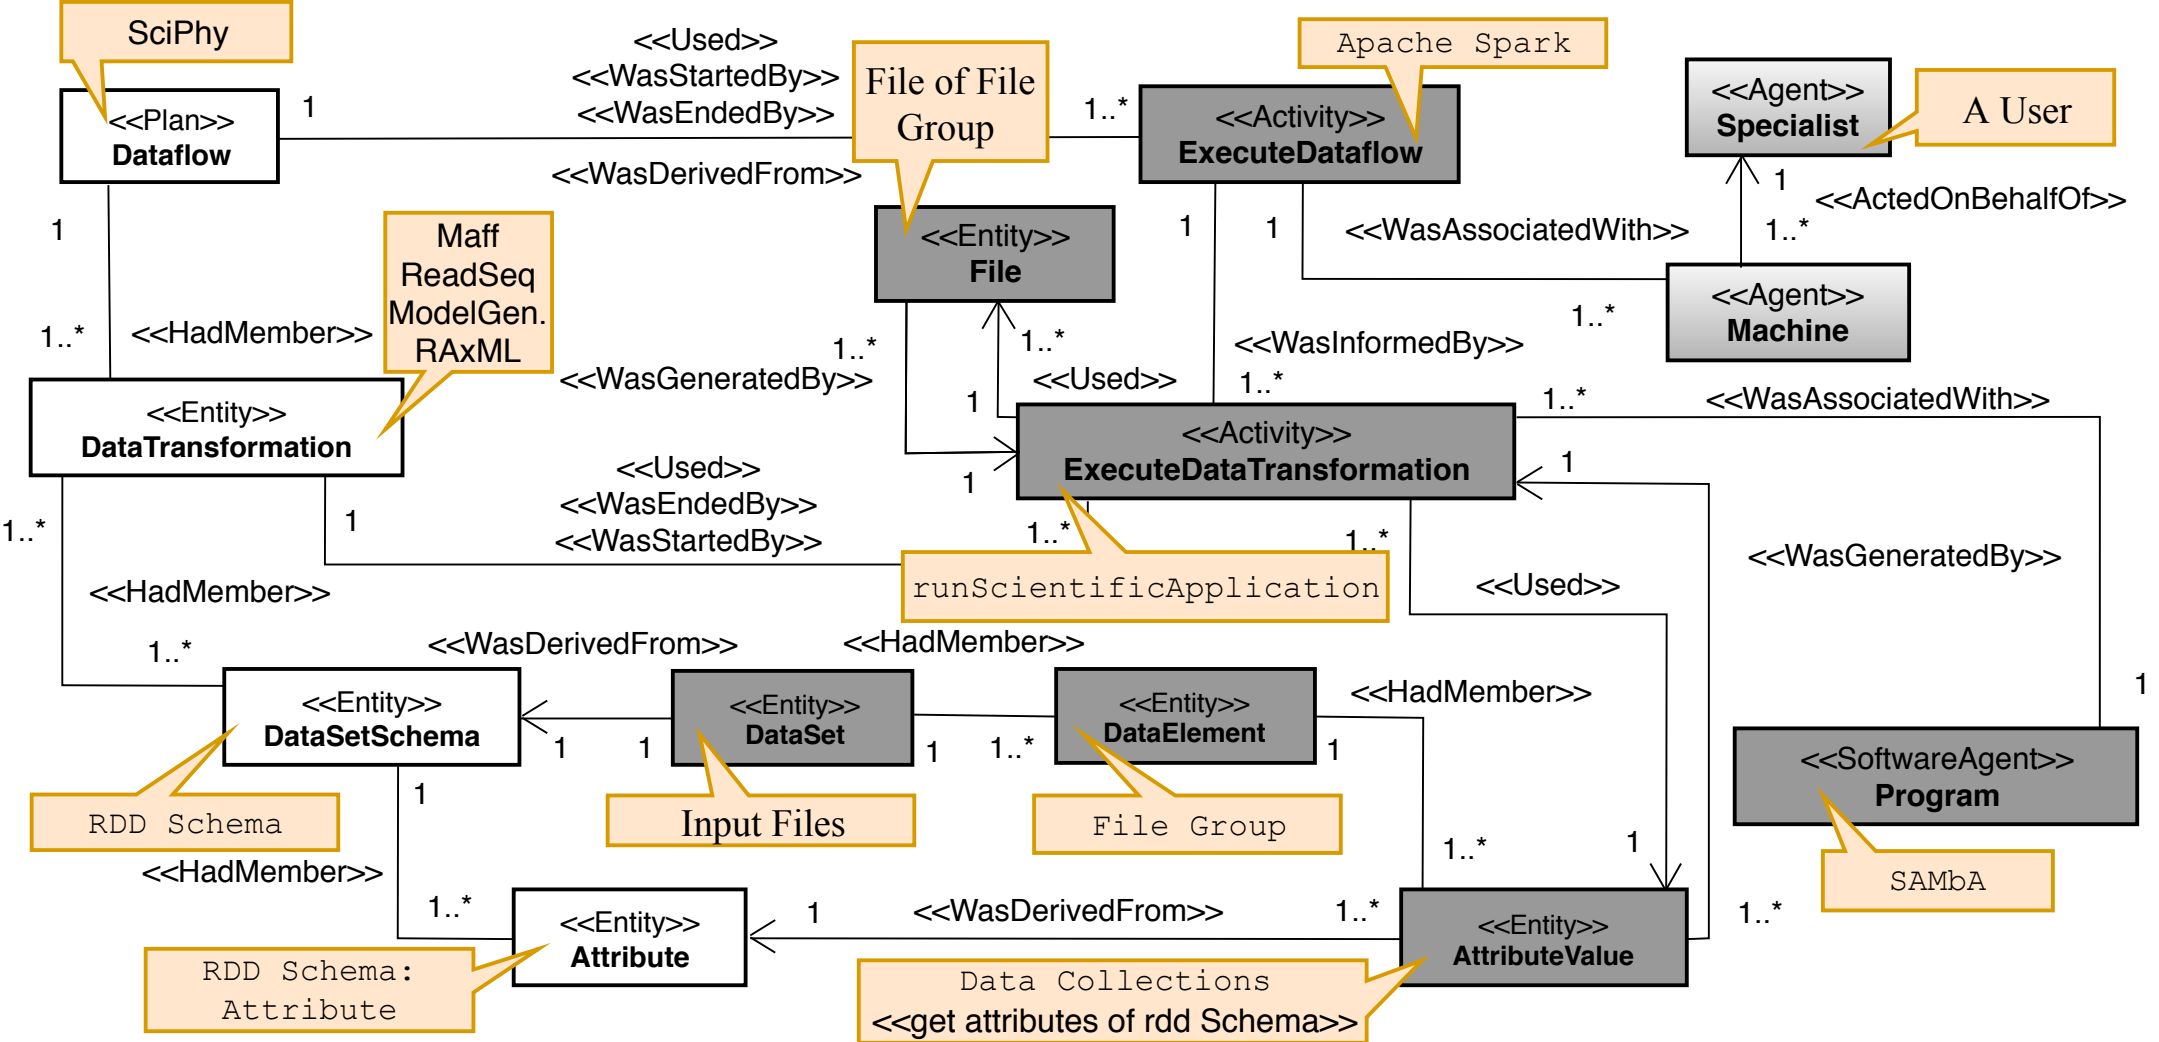 SciPhy
<<Used>>
<<WasStartedBy>>
<<WasEndedBy>>
<<WasDerivedFrom>>
File of File
Group
Apache Spark
A User
<<Plan>>
Dataflow
1
1..*
<<Activity>>
ExecuteDataflow
<<Agent>>
Specialist
1
<<ActedOnBehalfOf>>
1..*
1
1..*
<<HadMember>>
Maff
ReadSeq
ModelGen.
RAxML
<<Entity>>
File
1
1
<<WasAssociatedWith>>
1..*
<<Agent>>
Machine
1..*
<<WasGeneratedBy>>
1
1..*
<<Used>>
1
<<WasInformedBy>>
1..*
<<Entity>>
DataTransformation
<<Activity>>
ExecuteDataTransformation
1..*
<<WasAssociatedWith>>
1
1..*
1
<<Used>>
<<WasEndedBy>>
<<WasStartedBy>>
1..*
1..*
runScientificApplication
<<Used>>
<<WasGeneratedBy>>
<<HadMember>>
1..*
<<WasDerivedFrom>>
<<HadMember>>
<<HadMember>>
1
<<Entity>>
DataSetSchema
1
1
<<Entity>>
DataSet
1
1..*
<<Entity>>
DataElement
1
<<SoftwareAgent>>
Program
RDD Schema
1
Input Files
File Group
1..*
1
SAMbA
<<HadMember>>
1..*
<<Entity>>
Attribute
1
<<WasDerivedFrom>>
1..*
<<Entity>>
AttributeValue
1..*
RDD Schema:
Attribute
Data Collections
<<get attributes of rdd Schema>>